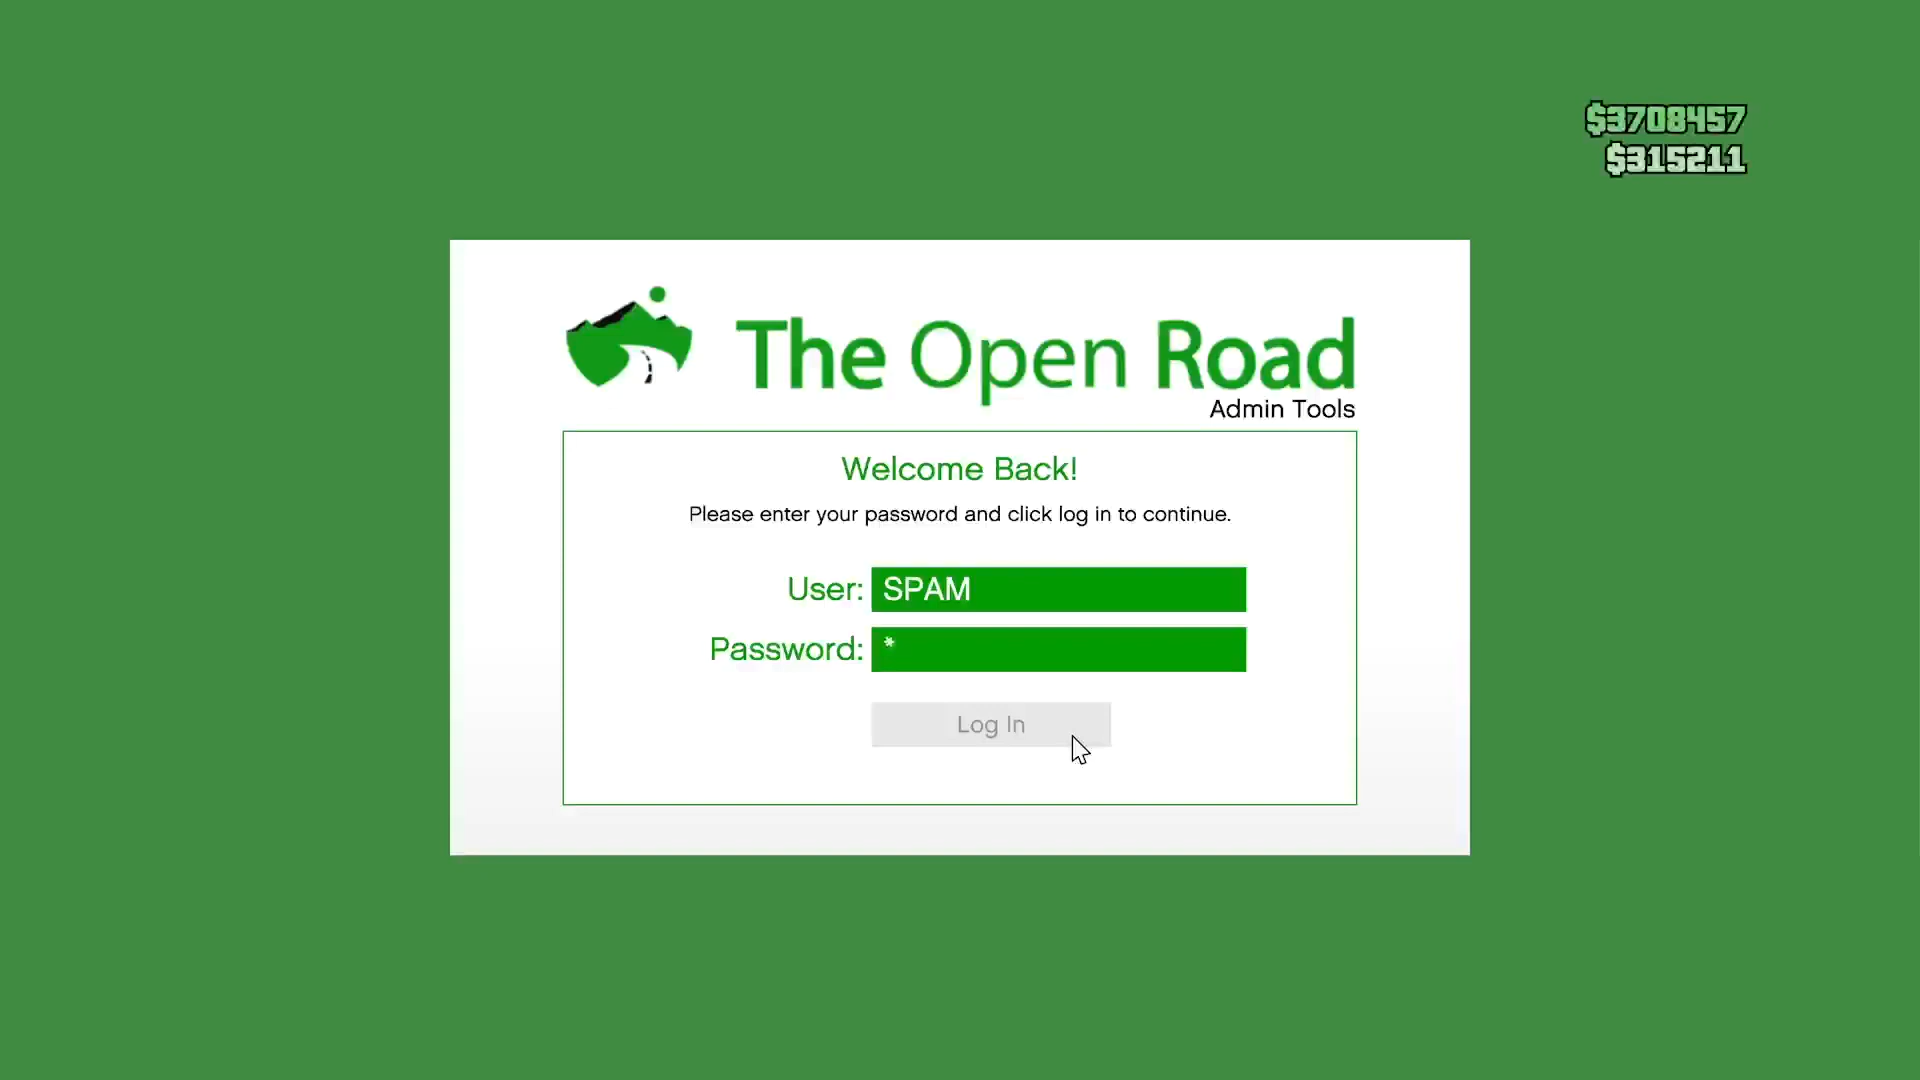 $3708457
$315211
The Open Road
Admin Tools
Welcome Back!
Please enter your password and click log in to continue.
User: SPAM
Password: *
Log In